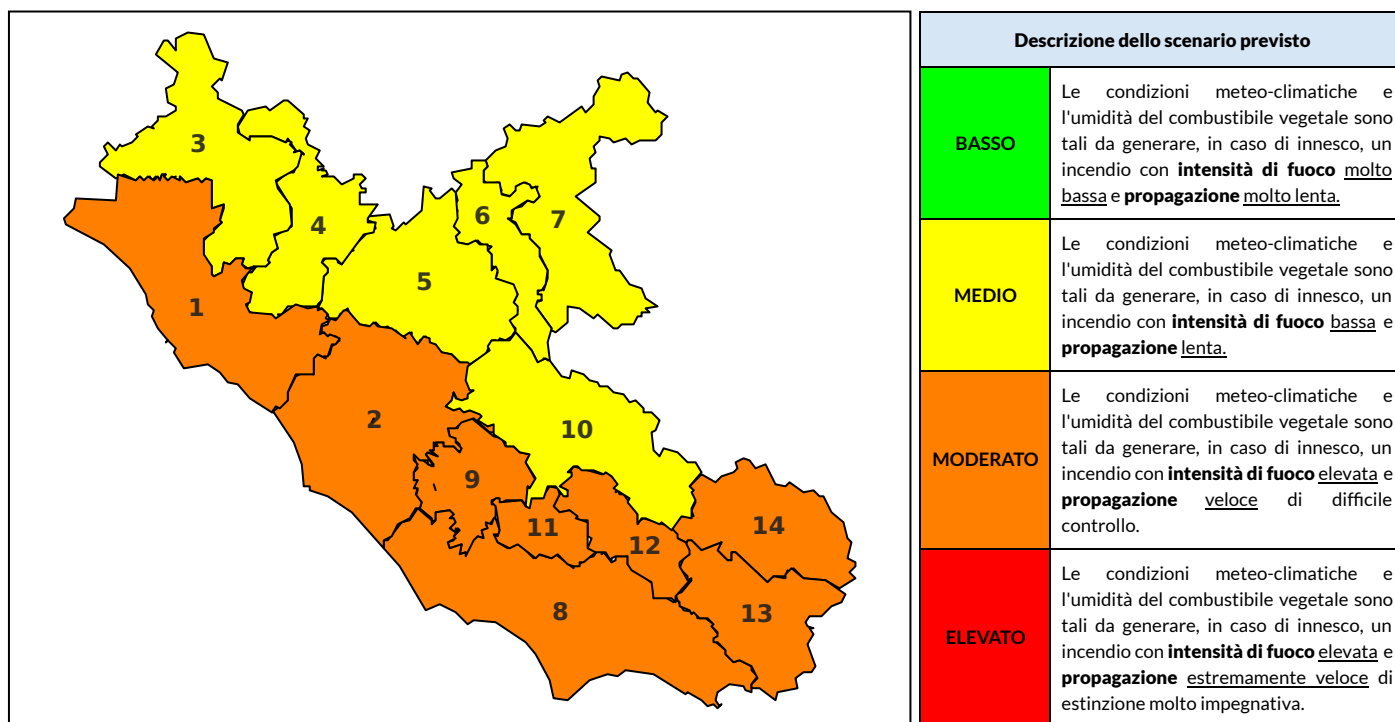 3
4
6
7
5
1
2
10
9
11
12
14
8
13
Descrizione dello scenario previsto
BASSO
Le condizioni meteo-climatiche e
l'umidità del combustibile vegetale sono
tali da generare, in caso di innesco, un
incendio con intensità di fuoco molto
bassa e propagazione molto lenta.
MEDIO
Le condizioni meteo-climatiche e
l'umidità del combustibile vegetale sono
tali da generare, in caso di innesco, un
incendio con intensità di fuoco bassa e
propagazione lenta.
MODERATO
Le condizioni meteo-climatiche e
l'umidità del combustibile vegetale sono
tali da generare, in caso di innesco, un
incendio con intensità di fuoco elevata e
propagazione veloce di difficile
controllo.
ELEVATO
Le condizioni meteo-climatiche e
l'umidità del combustibile vegetale sono
tali da generare, in caso di innesco, un
incendio con intensità di fuoco elevata e
propagazione estremamente veloce di
estinzione molto impegnativa.